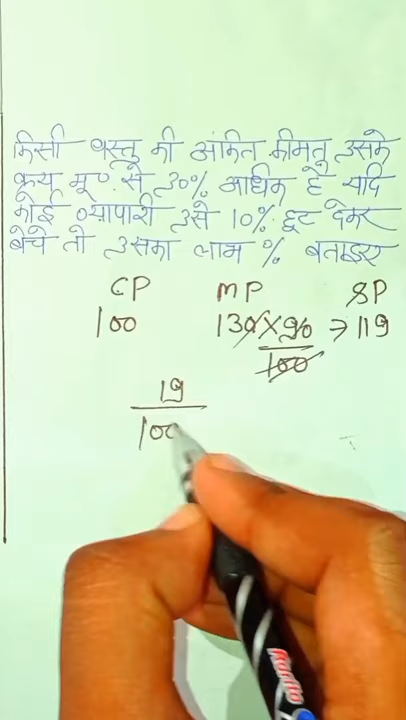 किसी वस्तु की अंकित कीमत उसके
क्रय मू० से 30% अधिक है यदि
कोई व्यापारी उसे 10% छूट देकर
बेचे तो उसका लाभ % बताइए
CP MP SP
100 130 × 90 → 119
100
19
100